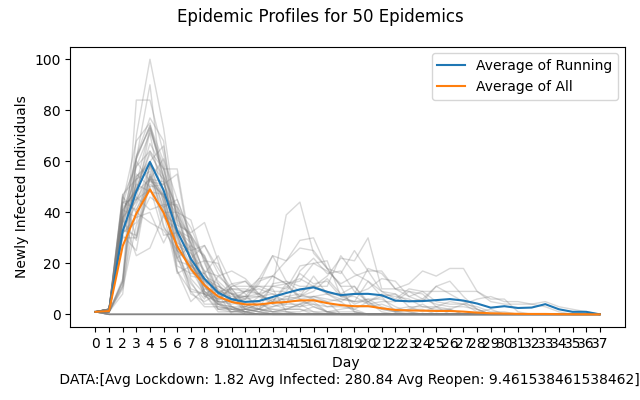 Epidemic Profiles for 50 Epidemics
Average of Running
Average of All
Newly Infected Individuals
100
80
60
40
20
0
0 1 2 3 4 5 6 7 8 9 10 11 12 13 14 15 16 17 18 19 20 21 22 23 24 25 26 27 28 29 30 31 32 33 34 35 36 37
Day
DATA:[Avg Lockdown: 1.82 Avg Infected: 280.84 Avg Reopen: 9.461538461538462]